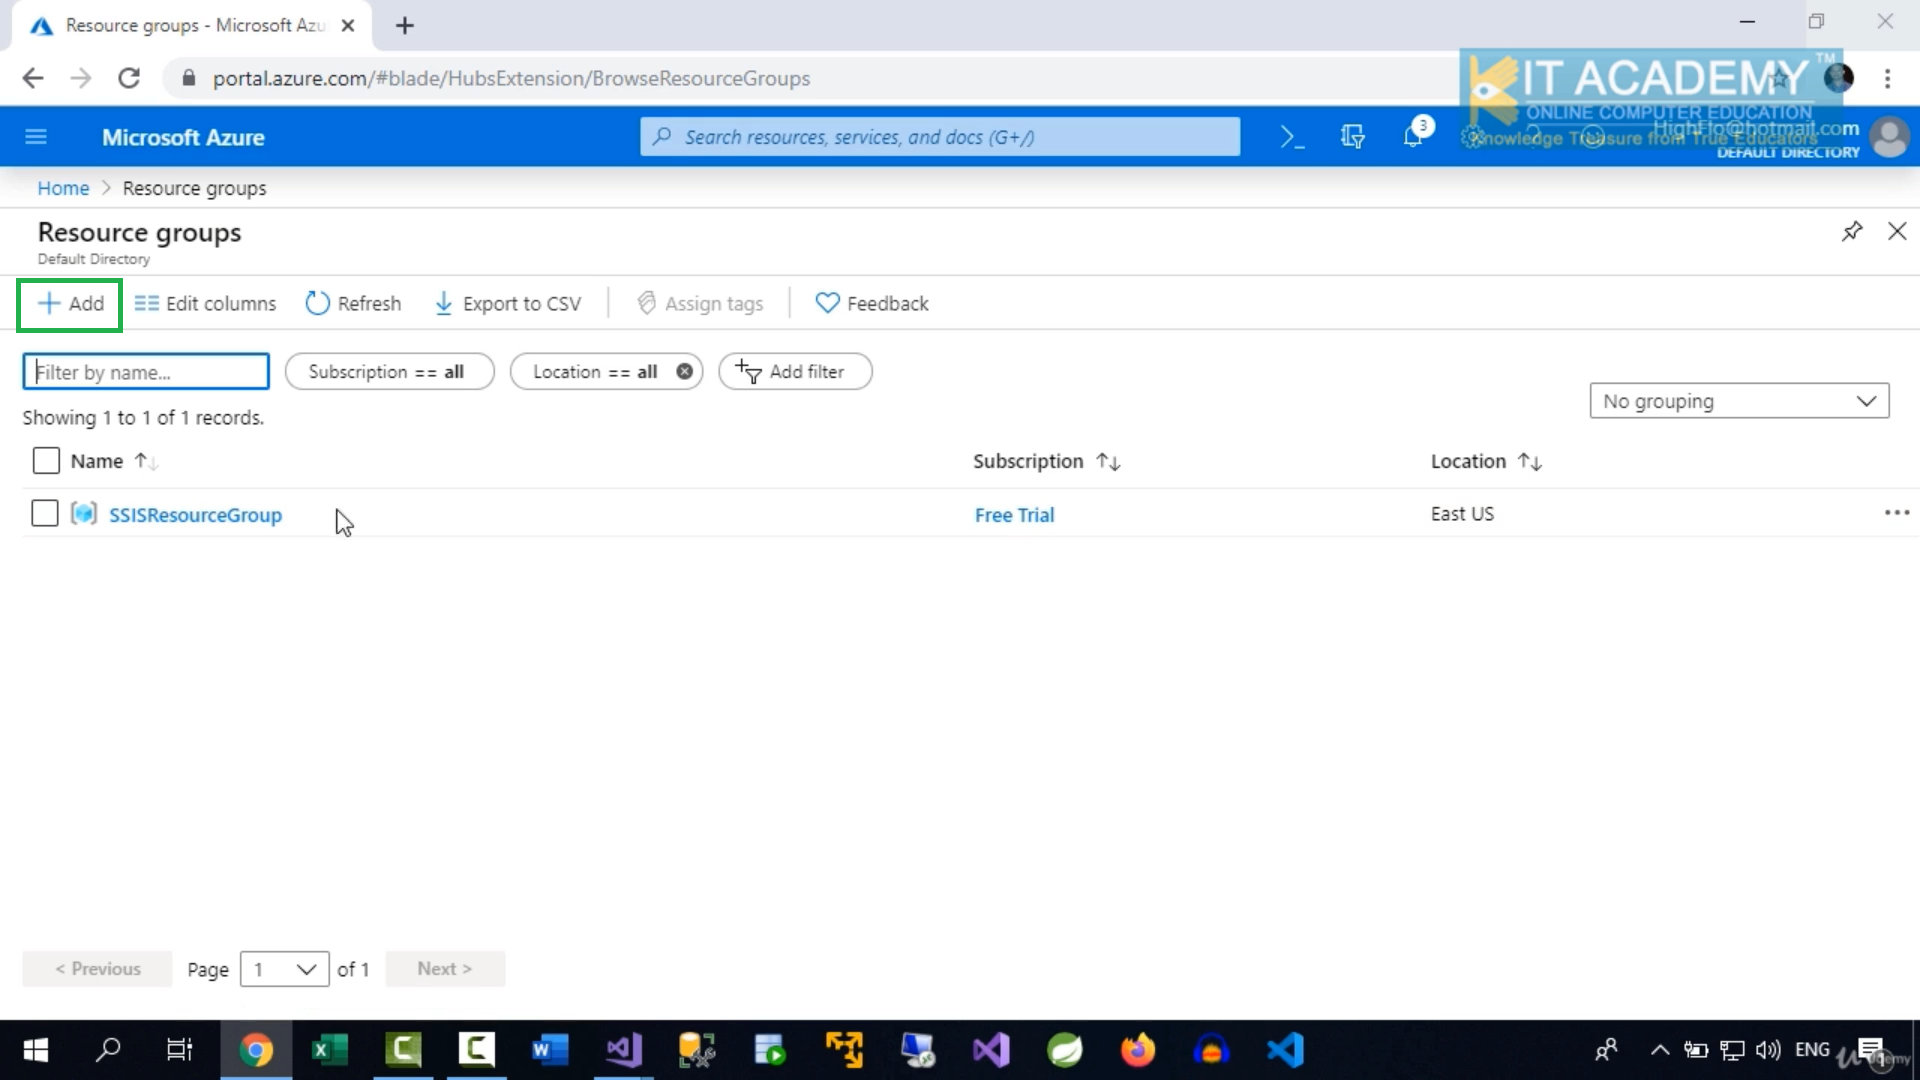 Resource groups - Microsoft Azu
portal.azure.com/#blade/HubsExtension/BrowseResourceGroups
KIT ACADEMY™
ONLINE COMPUTER EDUCATION
Knowledge Treasure from True Educators
Microsoft Azure
Search resources, services, and docs (G+/)
3
HighFlo@hotmail.com
DEFAULT DIRECTORY
Home > Resource groups
Resource groups
Default Directory
+ Add
Edit columns
Refresh
Export to CSV
Assign tags
Feedback
Filter by name...
Subscription == all
Location == all
Add filter
Showing 1 to 1 of 1 records.
No grouping
Name
Subscription
Location
SSISResourceGroup
Free Trial
East US
< Previous
Page 1 of 1
Next >
ENG
1